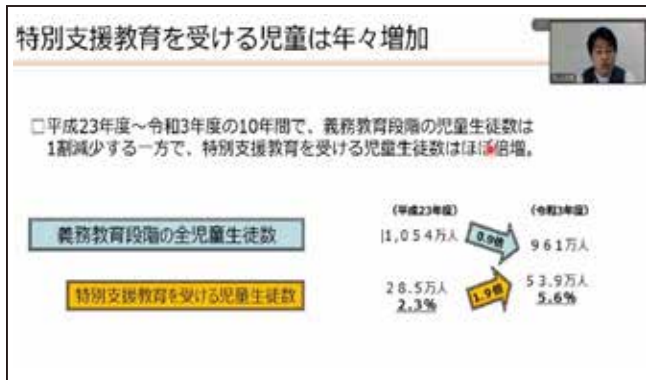 特別支援教育を受ける児童は年々増加
□平成23年度～令和3年度の10年間で、義務教育段階の児童生徒数は
1割減少する一方で、特別支援教育を受ける児童生徒数はほぼ倍増。
(平成23年度) (令和3年度)
義務教育段階の全児童生徒数 1,054万人 0.9倍 961万人
特別支援教育を受ける児童生徒数 28.5万人 1.9倍 53.9万人
2.3% 5.6%